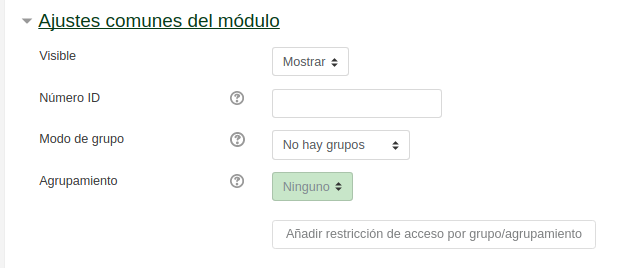 Ajustes comunes del módulo
Visible
Mostrar
Número ID
Modo de grupo
No hay grupos
Agrupamiento
Ninguno
Añadir restricción de acceso por grupo/agrupamiento